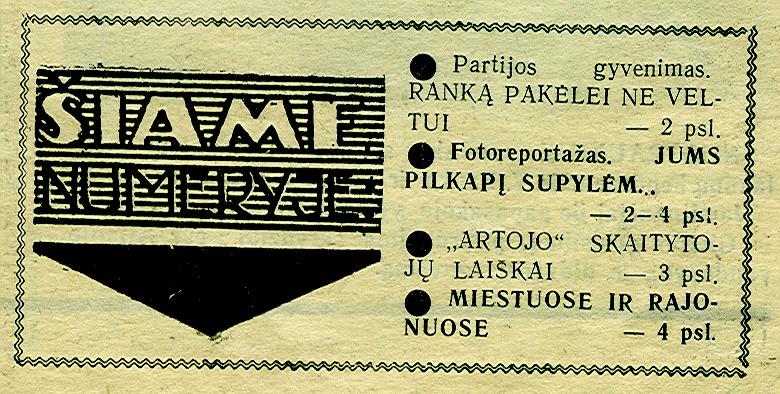 ŠIAME
NUMERYJE:
● Partijos gyvenimas.
RANKĄ PAKĖLEI NE VEL-
TUI — 2 psl.
● Fotoreportažas. JUMS
PILKAPĮ SUPYLĖM...
— 2—4 psl.
● „ARTOJO“ SKAITYTO-
JŲ LAIŠKAI — 3 psl.
● MIESTUOSE IR RAJO-
NUOSE — 4 psl.